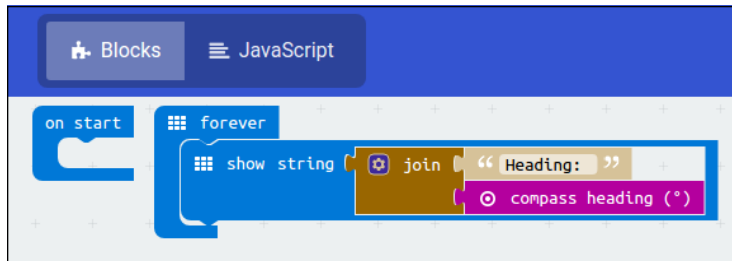 Blocks JavaScript
on start forever
show string join “ Heading: ”
compass heading (°)